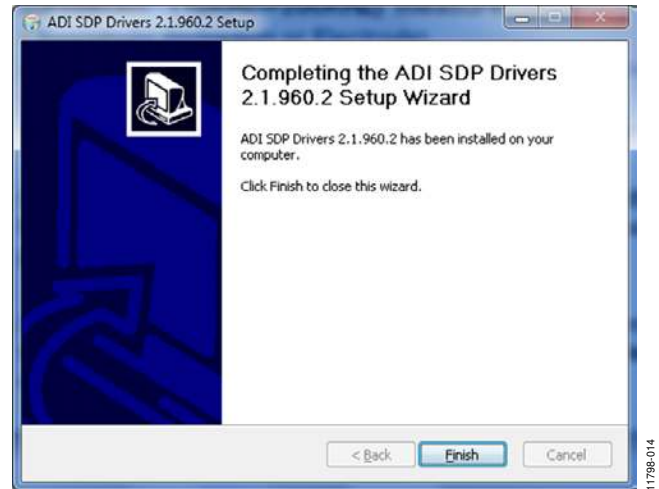 ADI SDP Drivers 2.1.960.2 Setup
Completing the ADI SDP Drivers
2.1.960.2 Setup Wizard
ADI SDP Drivers 2.1.960.2 has been installed on your
computer.
Click Finish to close this wizard.
< Back
Finish
Cancel
11798-014